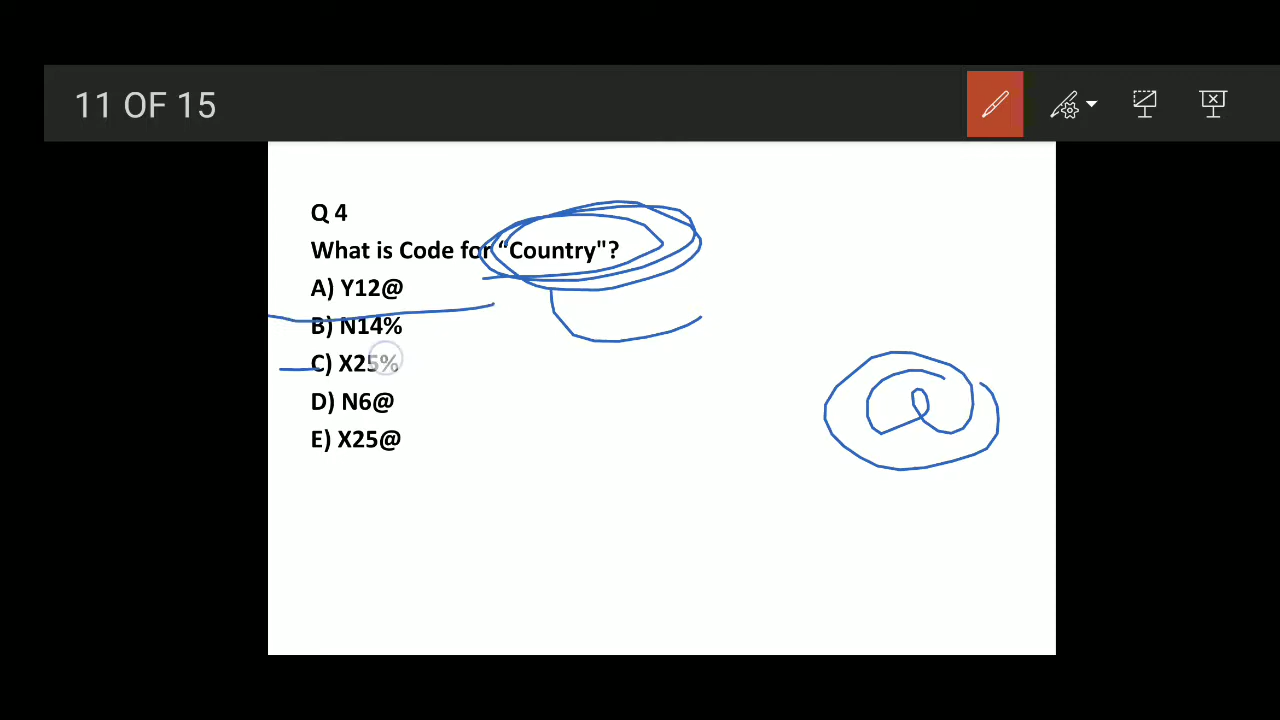 11 OF 15
Q 4
What is Code for “Country"?
A) Y12@
B) N14%
C) X25%
D) N6@
E) X25@
@